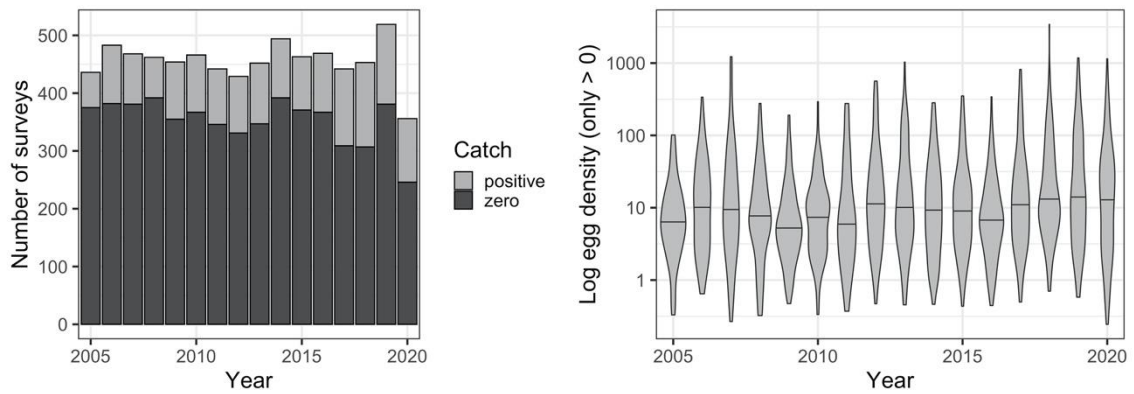 Number of surveys
500
400
300
200
100
0
2005
2010
2015
2020
Year
Catch
positive
zero
Log egg density (only > 0)
1000
100
10
1
2005
2010
2015
2020
Year